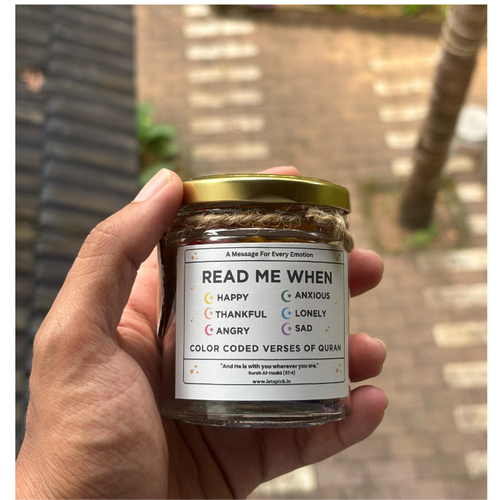 A Mesaage For Every Emotion
READ ME WHEN
HAPPY ANXIOUS
THANKFUL LONELY
ANGRY SAD
COLOR CODED VERSES OF QURAN
"And He is with you wherever you are."
Surah Al-Hadid (57:4)
www.letspick.in